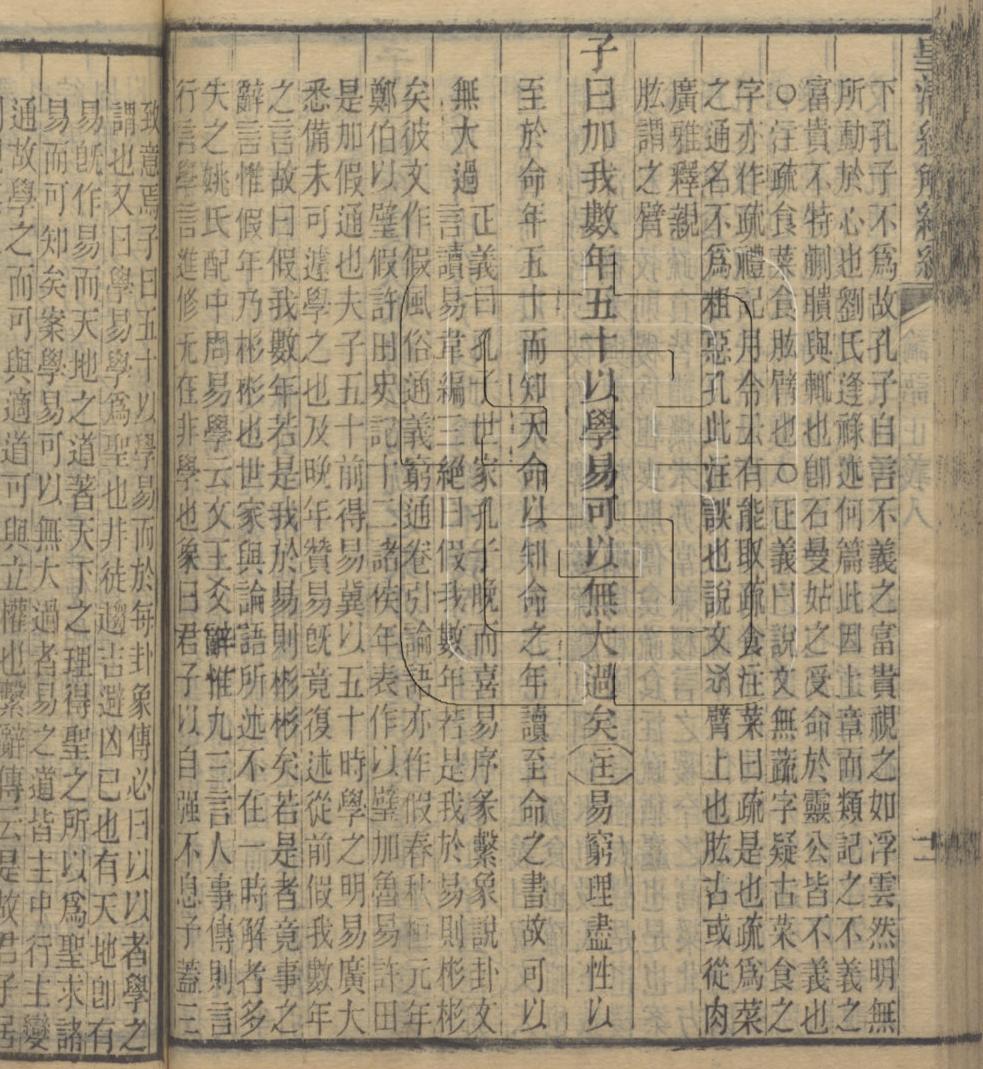 皇清經解續編
論語正義八
十二
下孔子不爲故孔子自言不義之富貴視之如浮雲然明無
所動於心也劉氏逢祿述何篇此因上章而類記之不義之
富貴不特蒯聵與輒也卽石曼姑之受命於靈公皆不義也
○注疏食菜食肱臂也○正義曰說文無蔬字疑古菜食之
字亦作疏禮記月令云有能取疏食注菜曰疏是也疏爲菜
之通名不爲粗惡孔此注誤也說文厷臂上也肱古或從肉
廣雅釋親
肱謂之臂
子曰加我數年五十以學易可以無大過矣注易窮理盡性以
至於命年五十而知天命以知命之年讀至命之書故可以
無大過
正義曰孔子世家孔子晚而喜易序彖繫象說卦文
言讀易韋編三絕曰假我數年若是我於易則彬彬
矣彼文作假風俗通義窮通卷引論語亦作假春秋桓元年
鄭伯以璧假許田史記十二諸侯年表作以璧加魯易許田
是加假通也夫子五十前得易冀以五十時學之明易廣大
悉備未可遽學之也及晚年贊易旣竟復述從前假我數年
之言故曰假我數年若是我於易則彬彬矣若是者竟事之
辭言惟假年乃彬彬也世家與論語所述不在一時解者多
失之姚氏配中周易學云文王爻辭惟九三言人事傳則言
行言學言進修无在非學也象曰君子以自强不息子蓋三
致意焉子曰五十以學易而於每卦象傳必曰以以者學之
謂也又曰學易學爲聖也非徒趨吉避凶已也有天地卽有
易旣作易而天地之道著天下之理得聖之所以爲聖求諸
易而可知矣案學易可以無大過者易之道皆主中行主變
通故學之而可與適道可與立權也繫辭傳云是故君子居